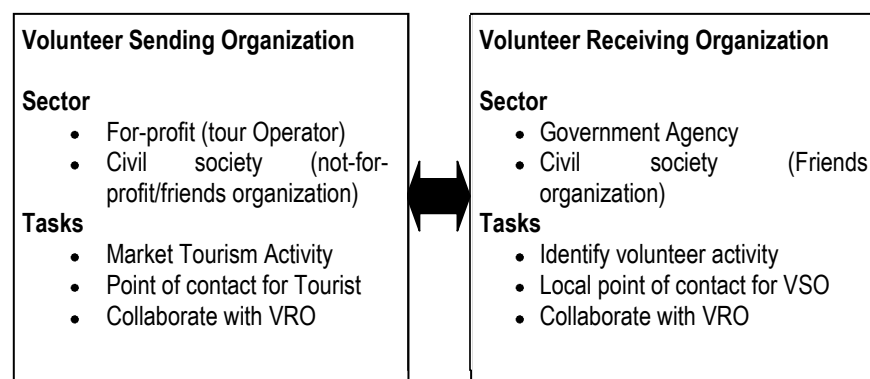 Volunteer Sending Organization
Sector
• For-profit (tour Operator)
• Civil society (not-for-
profit/friends organization)
Tasks
• Market Tourism Activity
• Point of contact for Tourist
• Collaborate with VRO
Volunteer Receiving Organization
Sector
• Government Agency
• Civil society (Friends
organization)
Tasks
• Identify volunteer activity
• Local point of contact for VSO
• Collaborate with VRO